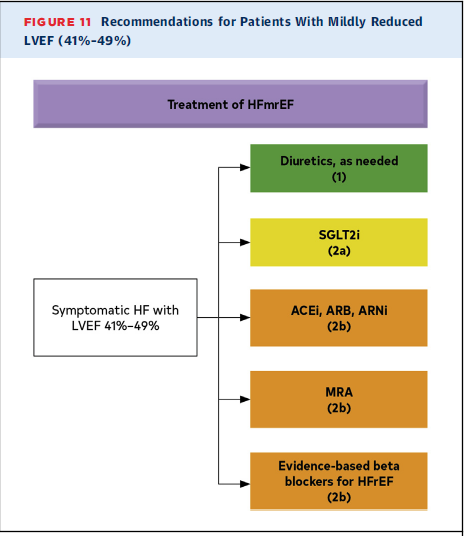 FIGURE 11 Recommendations for Patients With Mildly Reduced
LVEF (41%–49%)
Treatment of HFmrEF
Diuretics, as needed
(1)
SGLT2i
(2a)
Symptomatic HF with
LVEF 41%–49%
ACEi, ARB, ARNi
(2b)
MRA
(2b)
Evidence-based beta
blockers for HFrEF
(2b)